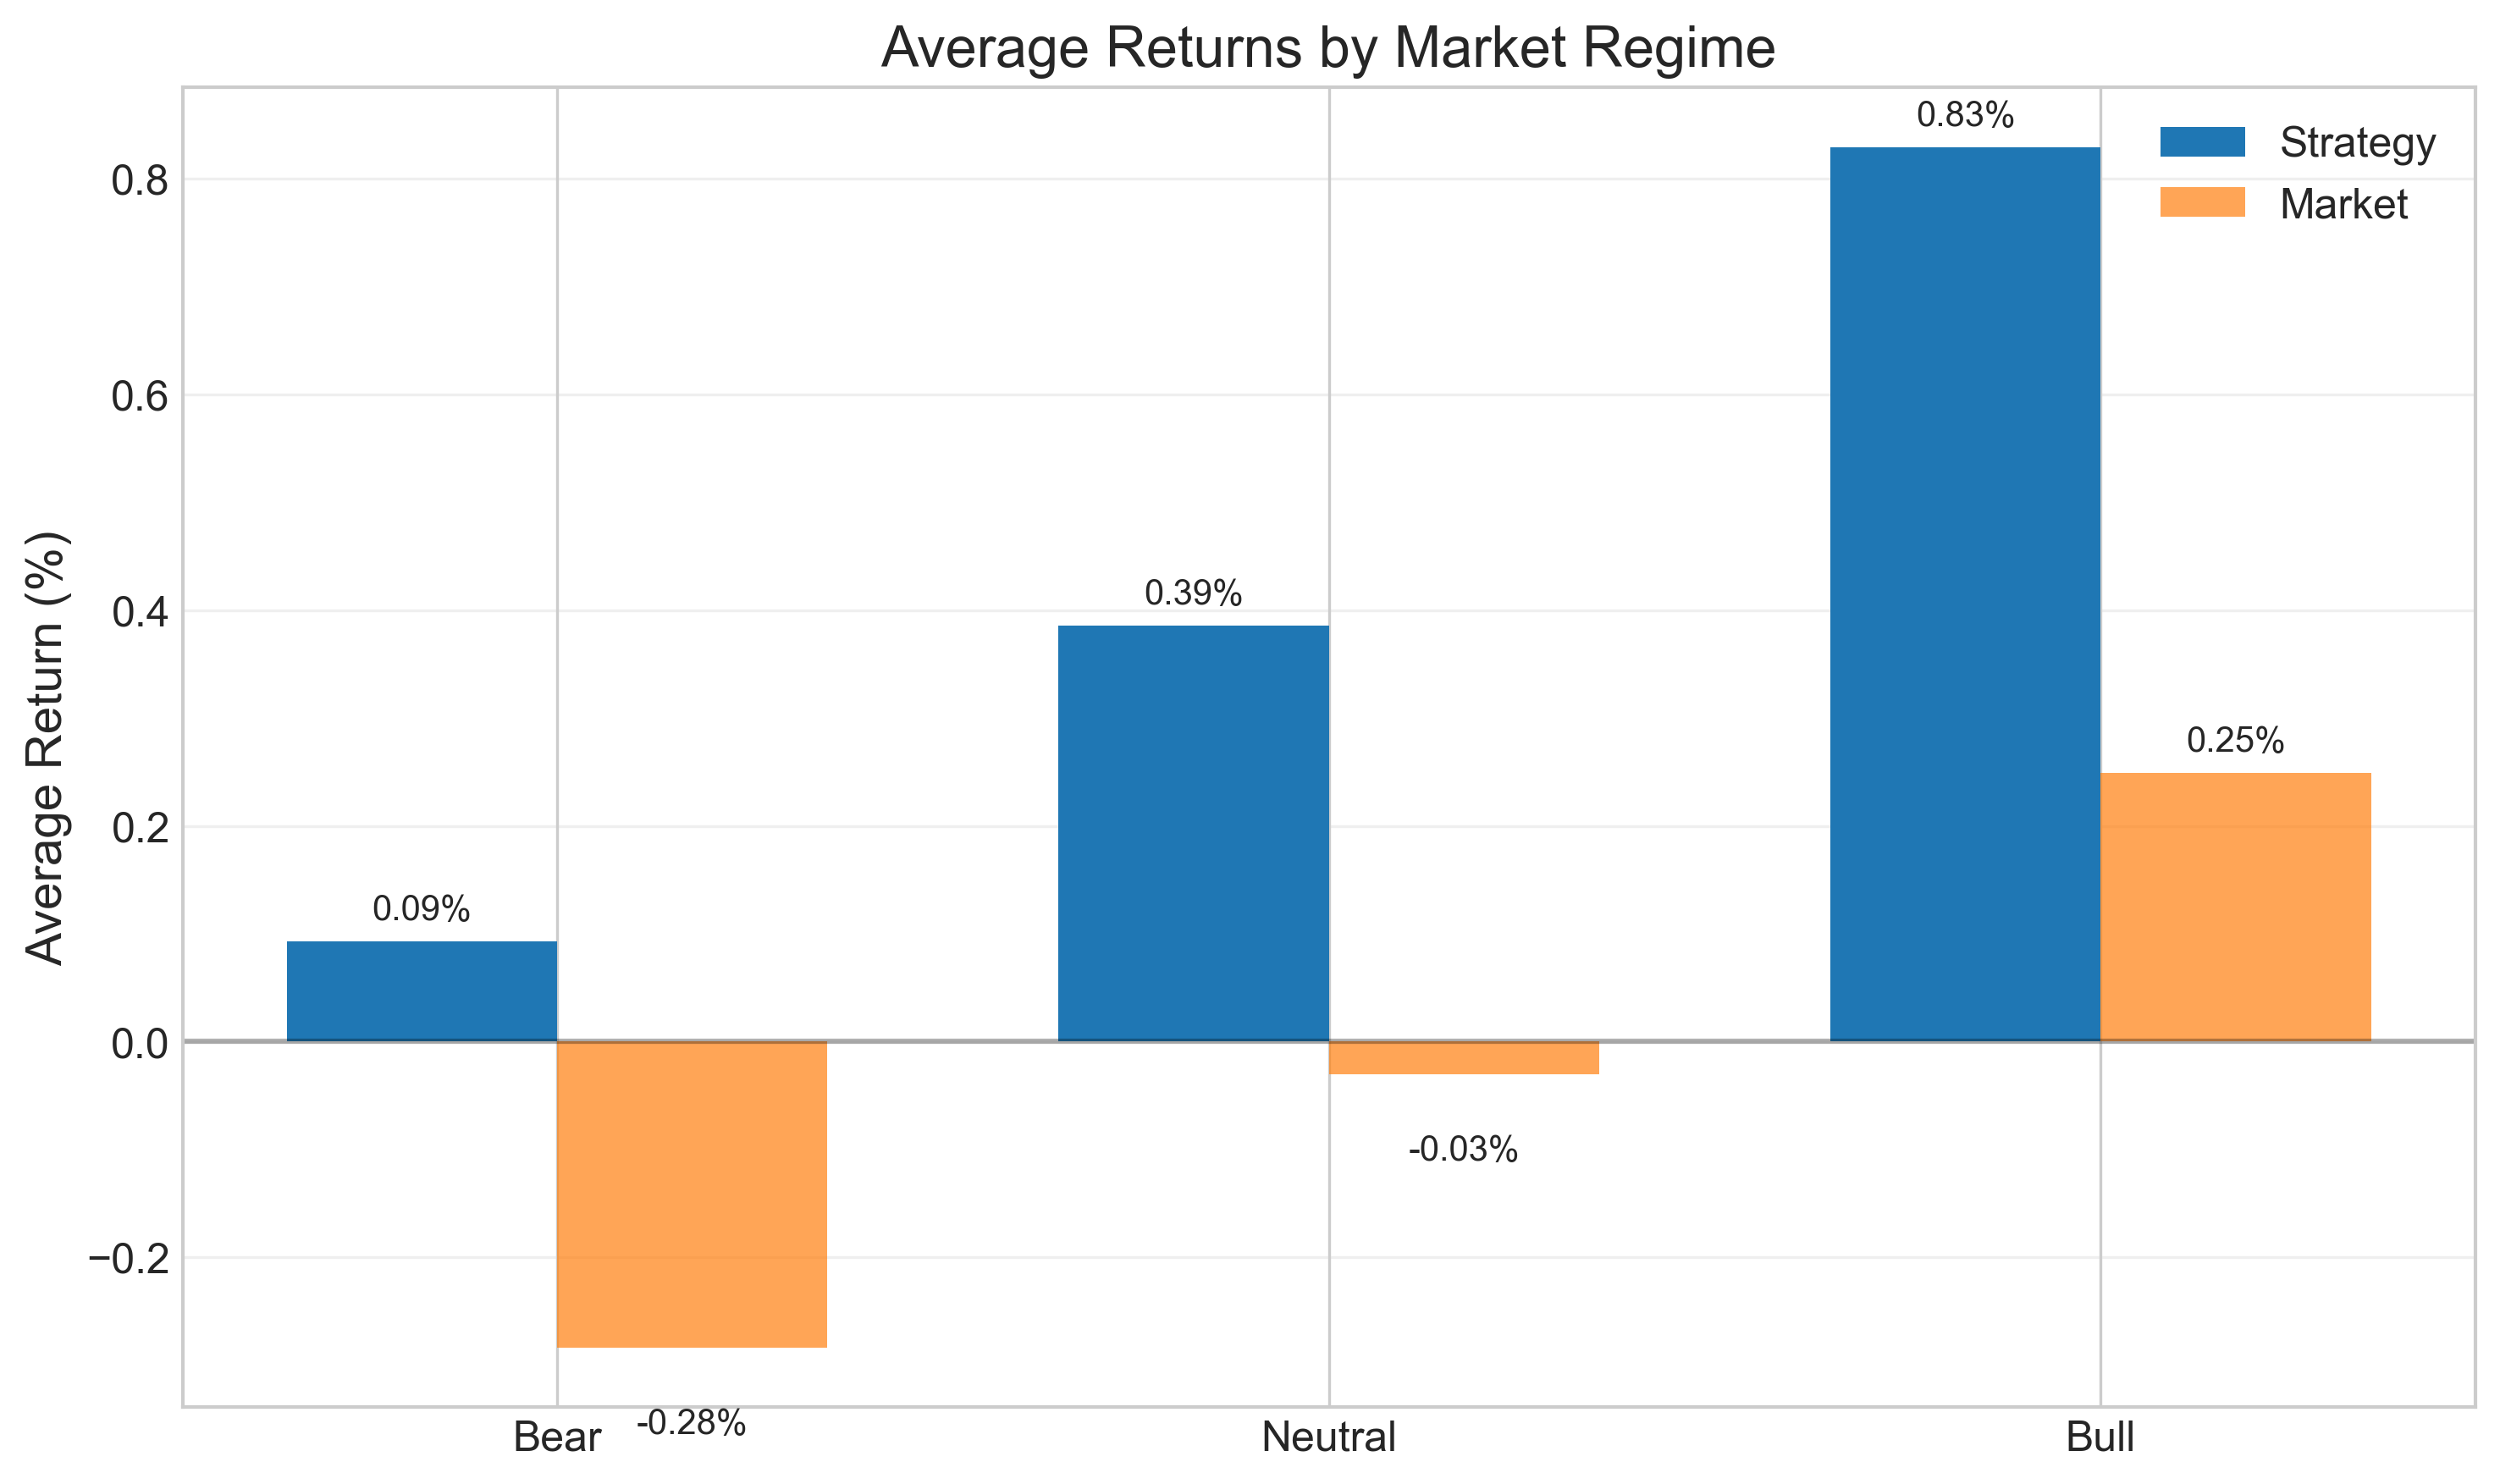 Average Returns by Market Regime
Average Return (%)
0.8
0.6
0.4
0.2
0.0
−0.2
0.83%
Strategy
Market
0.39%
0.25%
0.09%
-0.03%
-0.28%
Bear
Neutral
Bull